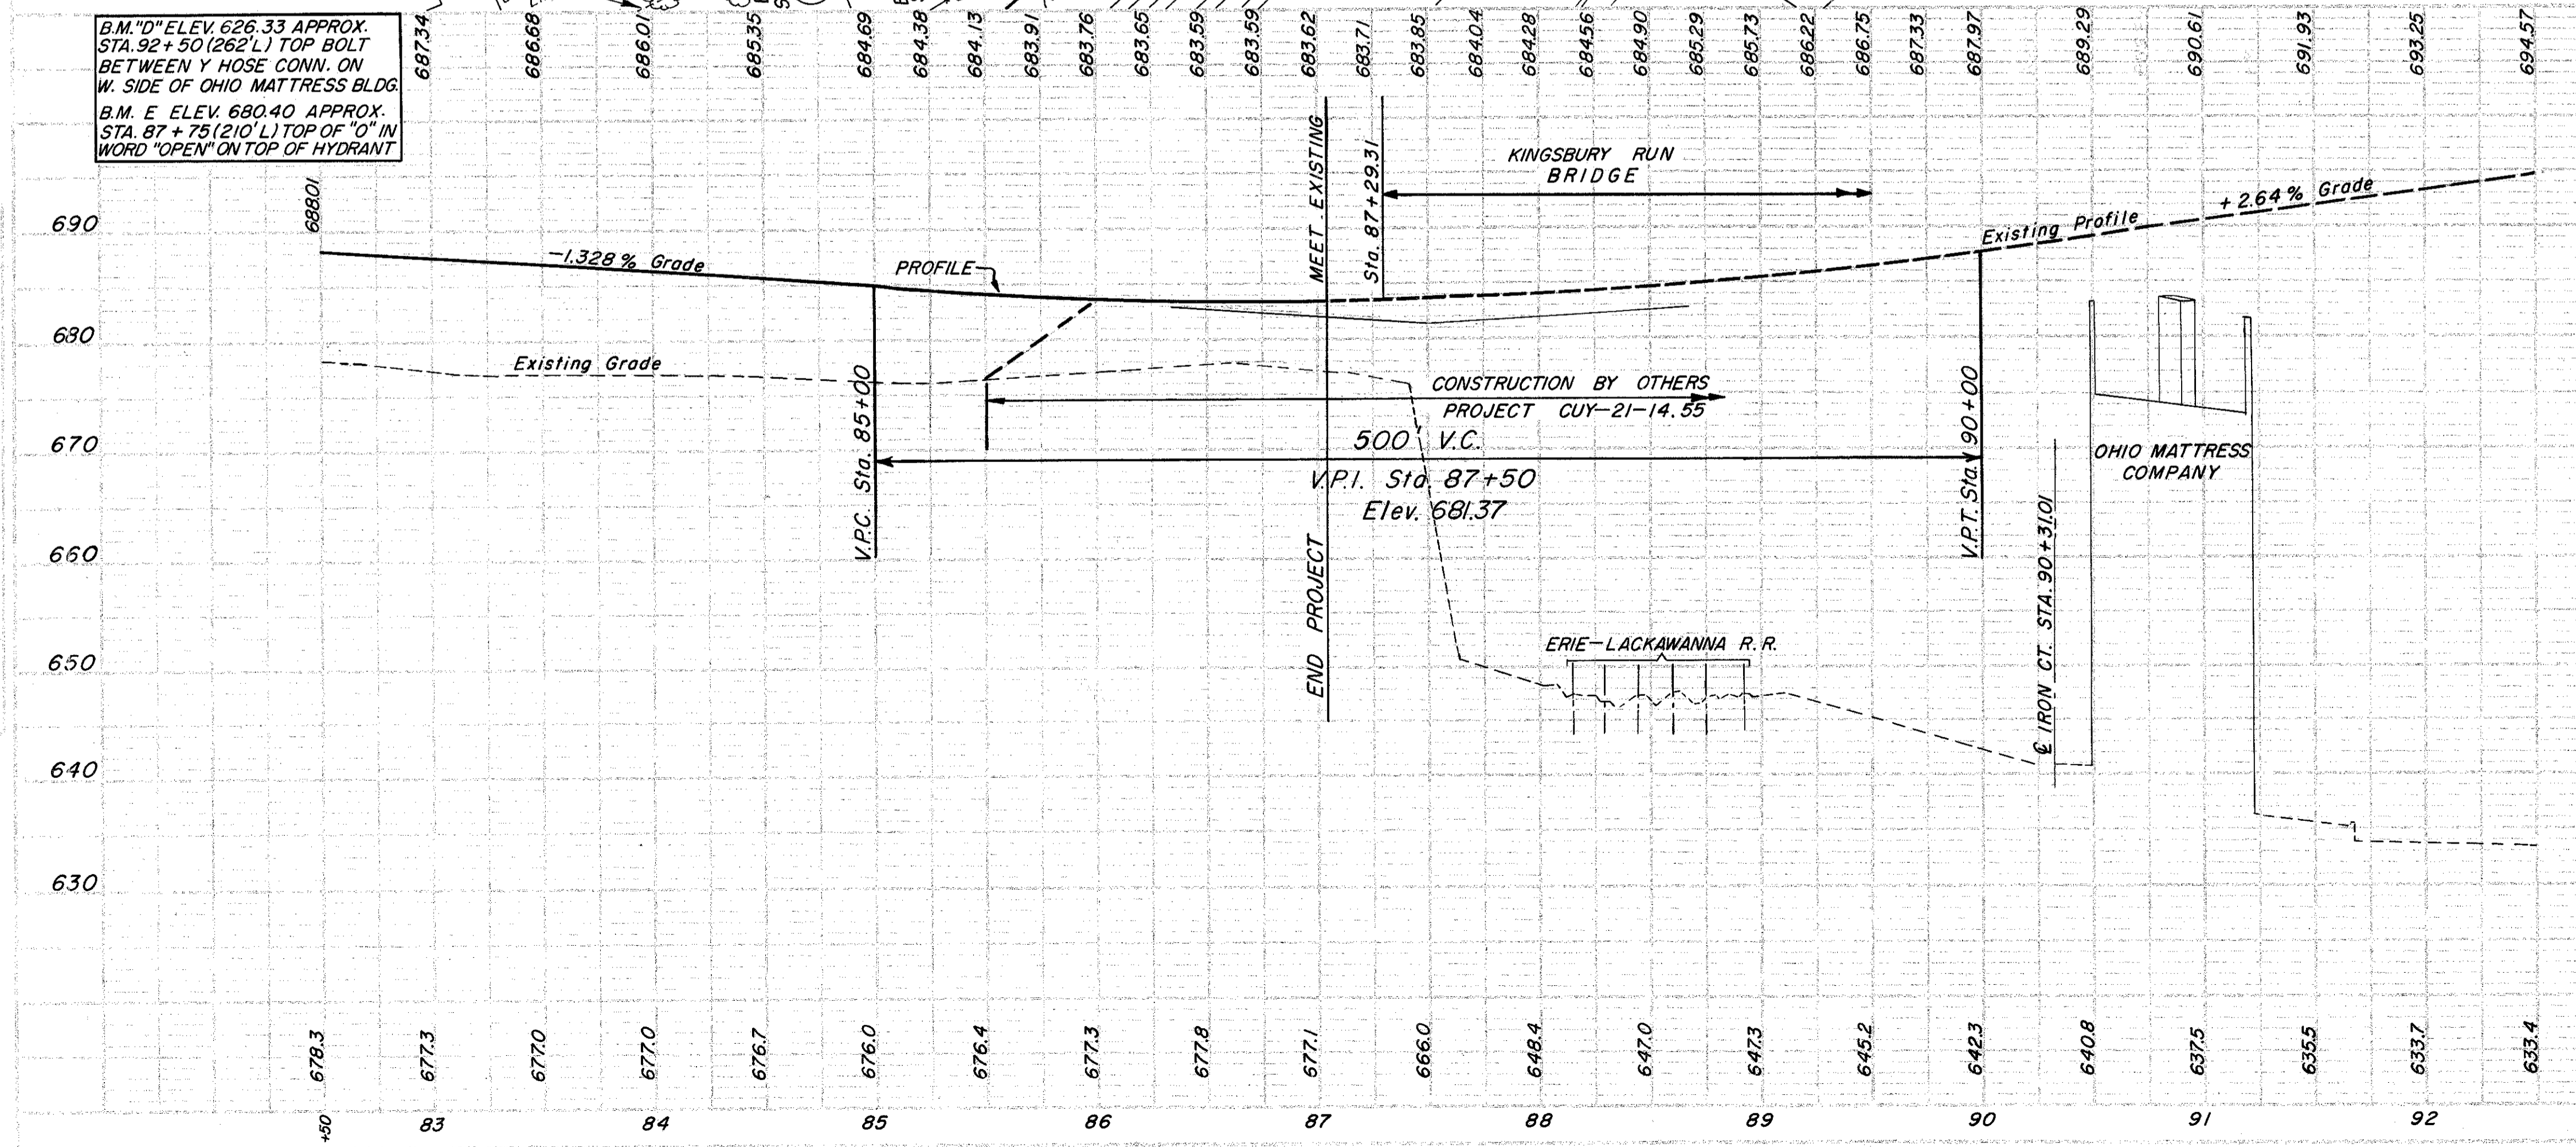 B.M."D" ELEV. 626.33 APPROX.
STA. 92+50 (262'L) TOP BOLT
BETWEEN Y HOSE CONN. ON
W. SIDE OF OHIO MATTRESS BLDG.
B.M. E ELEV. 680.40 APPROX.
STA. 87+75 (210'L) TOP OF "O" IN
WORD "OPEN" ON TOP OF HYDRANT
688.01
687.34
686.68
686.01
685.35
684.69
684.38
684.13
683.91
683.76
683.65
683.59
683.59
683.62
683.71
683.85
684.04
684.28
684.56
684.90
685.29
685.73
686.22
686.75
687.33
687.97
689.29
690.61
691.93
693.25
694.57
MEET EXISTING
Sta. 87+29.31
KINGSBURY RUN
BRIDGE
+2.64% Grade
Existing Profile
-1.328% Grade
PROFILE
Existing Grade
690
680
670
660
650
640
630
V.P.C. Sta. 85+00
CONSTRUCTION BY OTHERS
PROJECT CUY-21-14.55
500' V.C.
V.P.I. Sta. 87+50
Elev. 681.37
END PROJECT
V.P.T. Sta. 90+00
℄ IRON CT. STA. 90+31.01
OHIO MATTRESS
COMPANY
ERIE-LACKAWANNA R.R.
678.3
677.3
677.0
677.0
676.7
676.0
676.4
677.3
677.8
677.1
666.0
648.4
647.0
647.3
645.2
642.3
640.8
637.5
635.5
633.7
633.4
+50
83
84
85
86
87
88
89
90
91
92